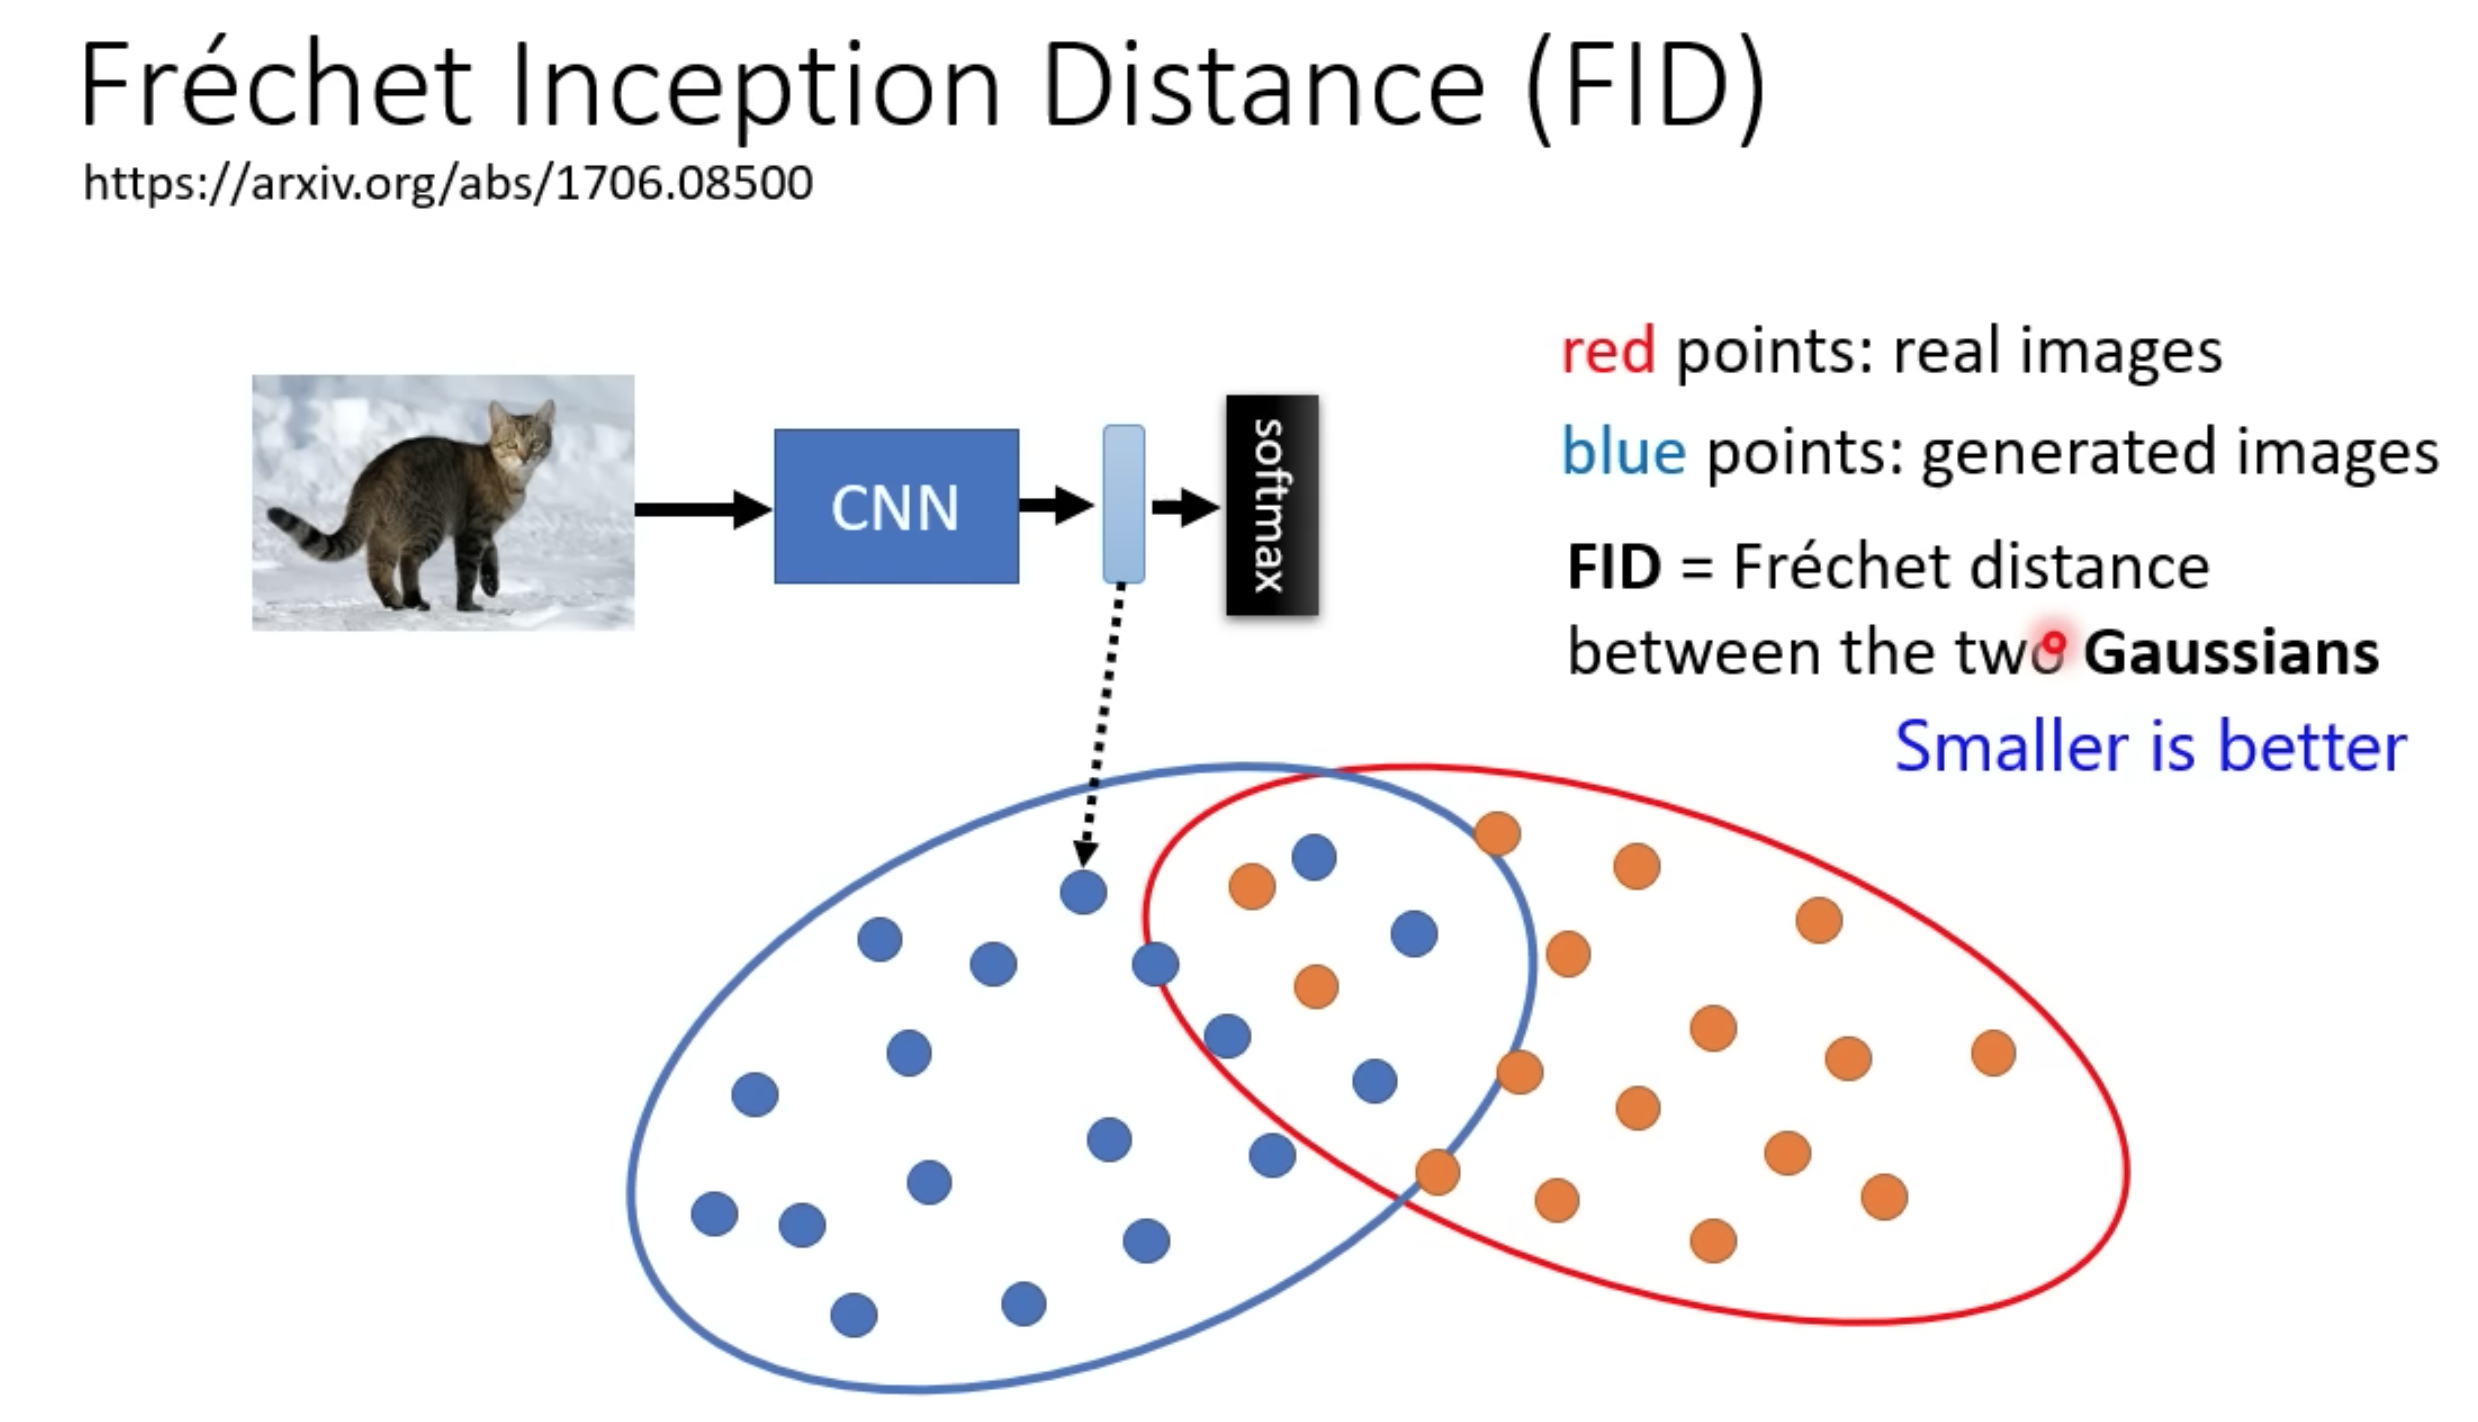 Fréchet Inception Distance (FID)
https://arxiv.org/abs/1706.08500
CNN
softmax
red points: real images
blue points: generated images
FID = Fréchet distance
between the two Gaussians
Smaller is better